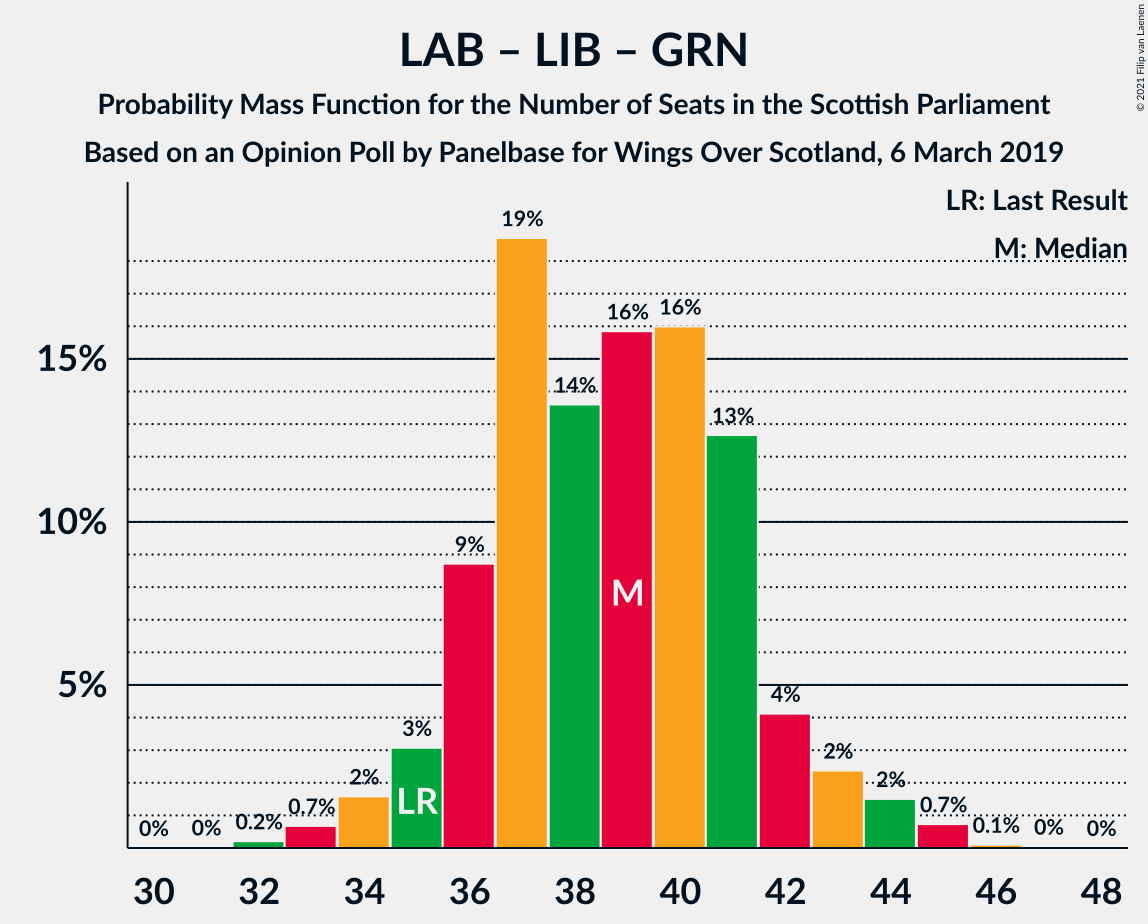 LAB – LIB – GRN
Probability Mass Function for the Number of Seats in the Scottish Parliament
Based on an Opinion Poll by Panelbase for Wings Over Scotland, 6 March 2019
© 2021 Filip van Laenen
LR: Last Result
M: Median
15%
10%
5%
0%
0%
0.2%
0.7%
2%
3%
9%
19%
14%
16%
16%
13%
4%
2%
2%
0.7%
0.1%
0%
0%
LR
M
30 32 34 36 38 40 42 44 46 48